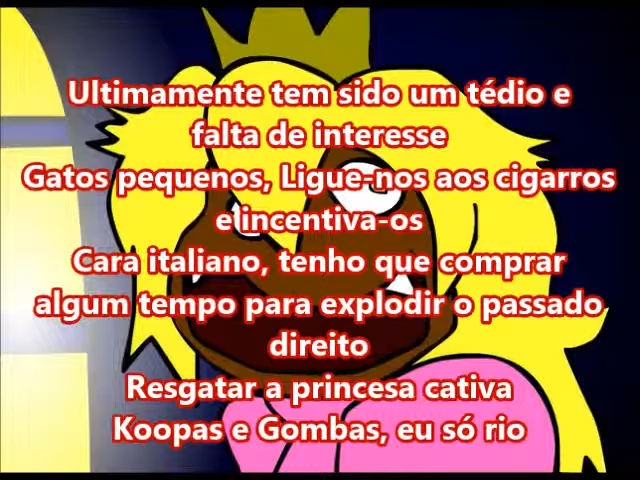 Ultimamente tem sido um tédio e
falta de interesse
Gatos pequenos, Ligue-nos aos cigarros
e incentiva-os
Cara italiano, tenho que comprar
algum tempo para explodir o passado
direito
Resgatar a princesa cativa
Koopas e Gombas, eu só rio